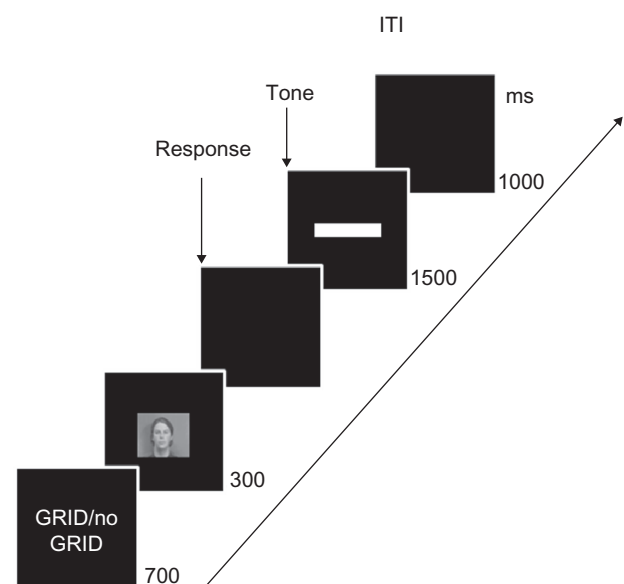 ITI
ms
Tone
Response
1000
1500
300
GRID/no
GRID
700